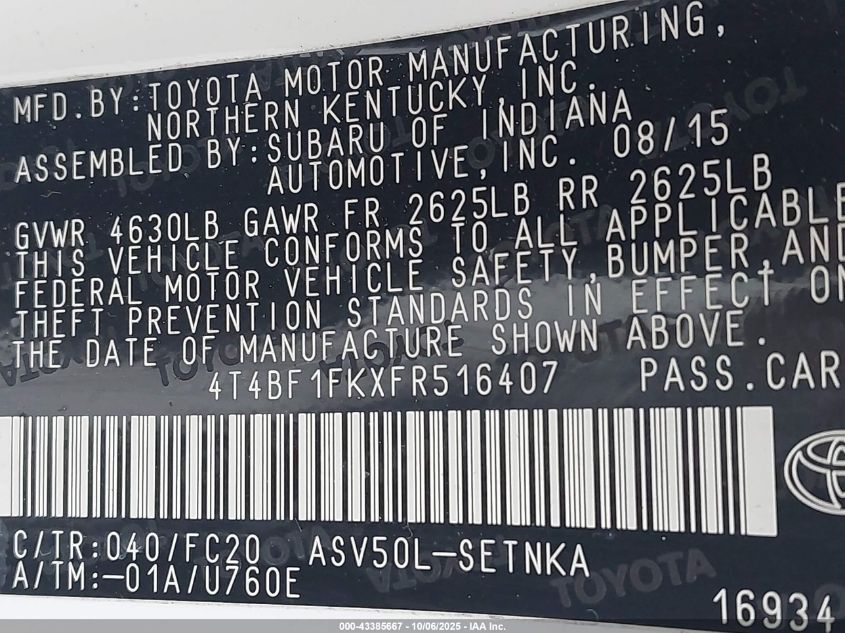 MFD.BY:TOYOTA MOTOR MANUFACTURING,
NORTHERN KENTUCKY, INC.
ASSEMBLED BY:SUBARU OF INDIANA
AUTOMOTIVE,INC. 08/15
GVWR 4630LB GAWR FR 2625LB RR 2625LB
THIS VEHICLE CONFORMS TO ALL APPLICABLE
FEDERAL MOTOR VEHICLE SAFETY,BUMPER,AND
THEFT PREVENTION STANDARDS IN EFFECT ON
THE DATE OF MANUFACTURE SHOWN ABOVE.
4T4BF1FKXFR516407 PASS.CAR
C/TR:040/FC20 ASV50L-SETNKA
A/TM:-01A/U760E
16934
000-43385667 - 10/06/2025 - IAA Inc.